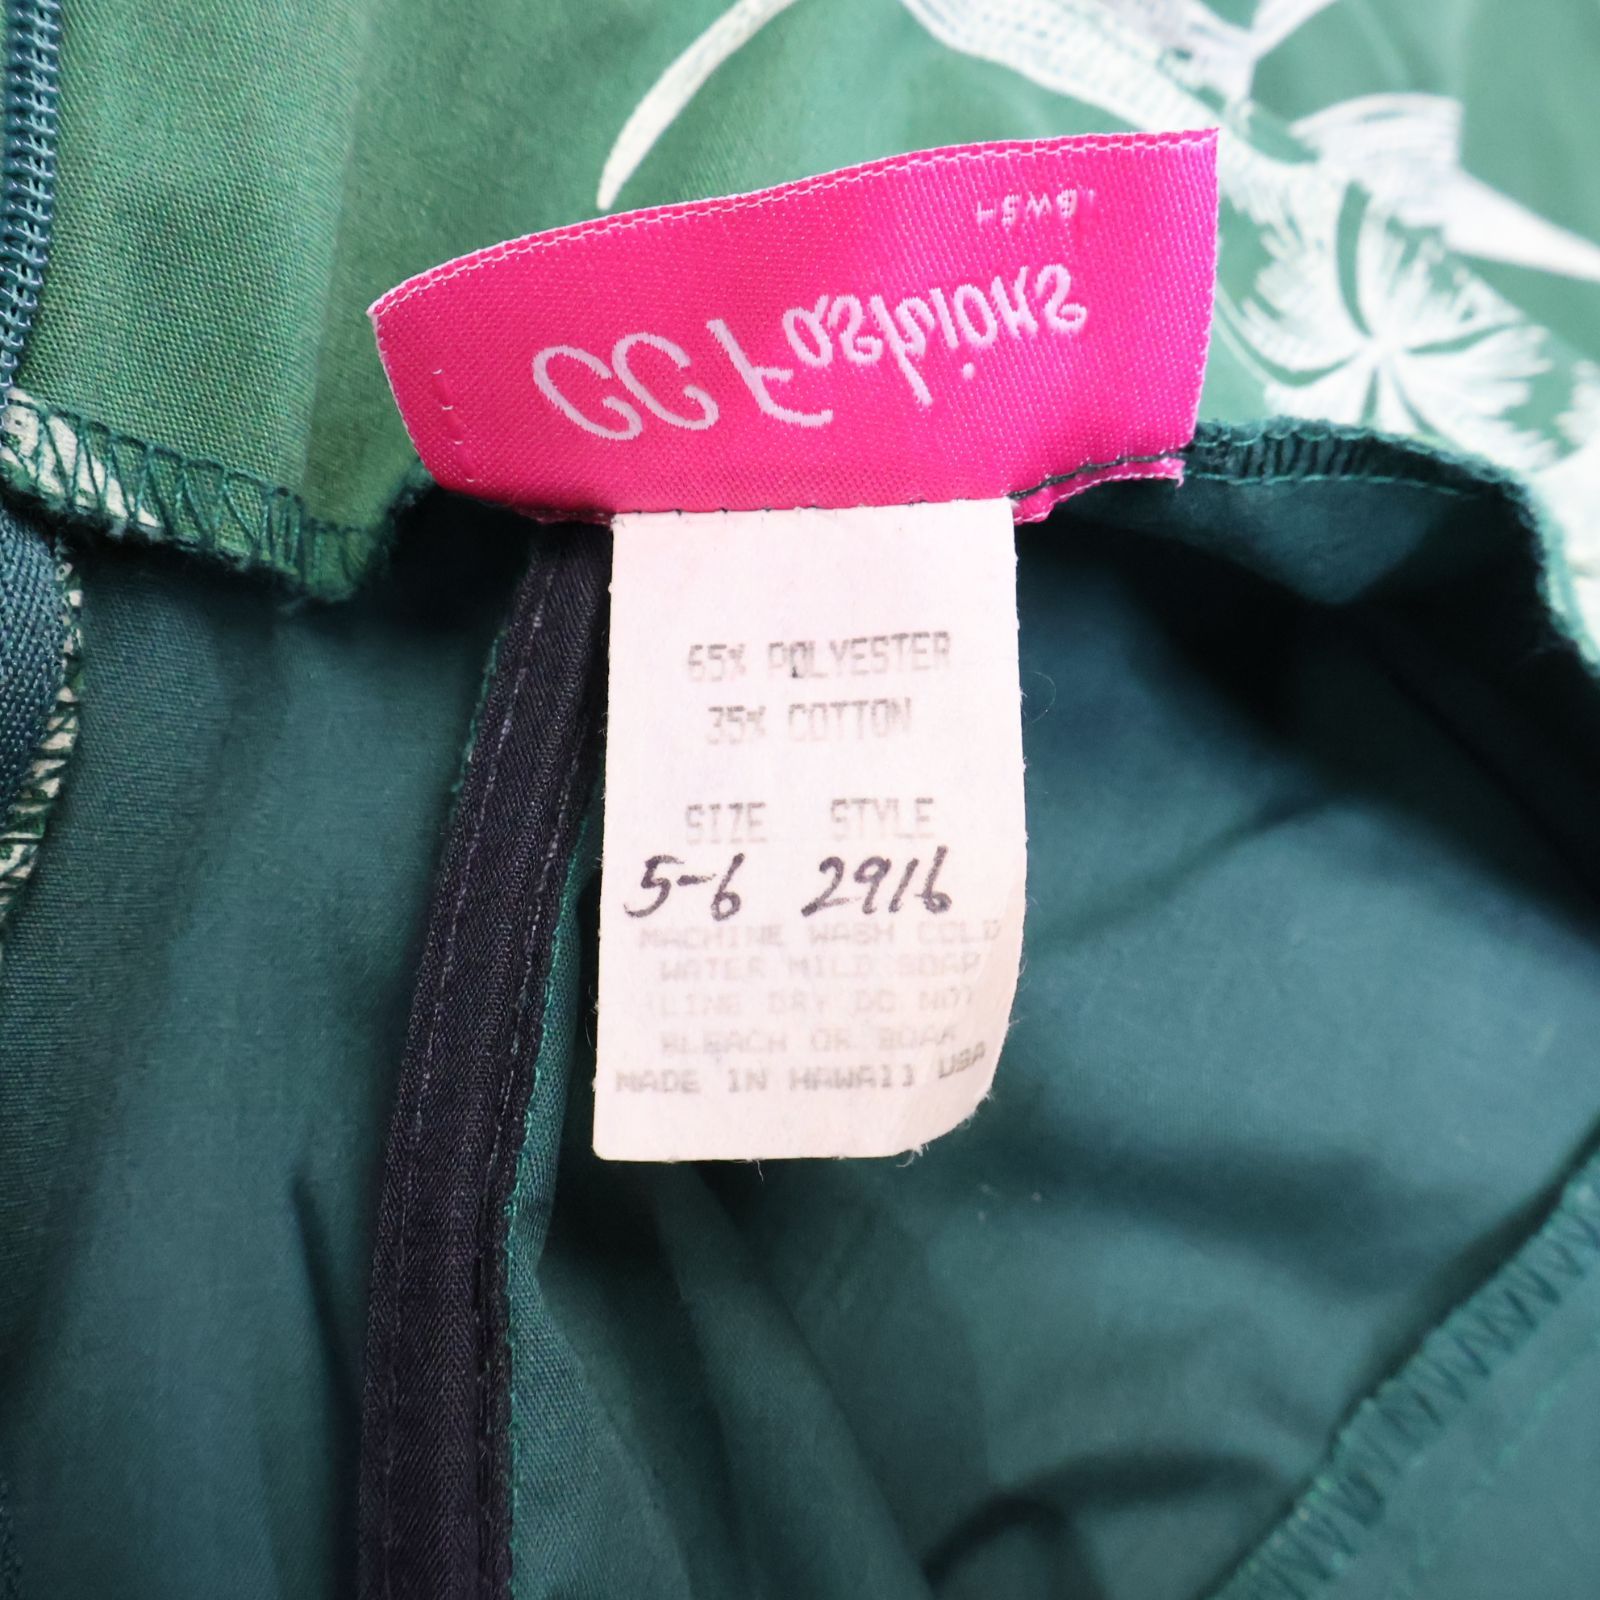 CC Fashions
65% POLYESTER
35% COTTON
SIZE STYLE
5-6 2916
MACHINE WASH COLD
WATER MILD SOAP
(LINE DRY DO NOT
BLEACH OR SOAK
MADE IN HAWAII USA